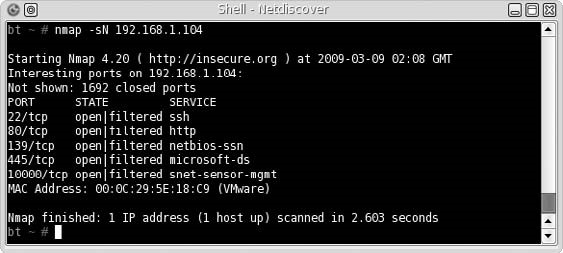 Shell - Netdiscover
bt ~ # nmap -sN 192.168.1.104
Starting Nmap 4.20 ( http://insecure.org ) at 2009-03-09 02:08 GMT
Interesting ports on 192.168.1.104:
Not shown: 1692 closed ports
PORT STATE SERVICE
22/tcp open|filtered ssh
80/tcp open|filtered http
139/tcp open|filtered netbios-ssn
445/tcp open|filtered microsoft-ds
10000/tcp open|filtered snet-sensor-mgmt
MAC Address: 00:0C:29:5E:18:C9 (VMware)
Nmap finished: 1 IP address (1 host up) scanned in 2.603 seconds
bt ~ #